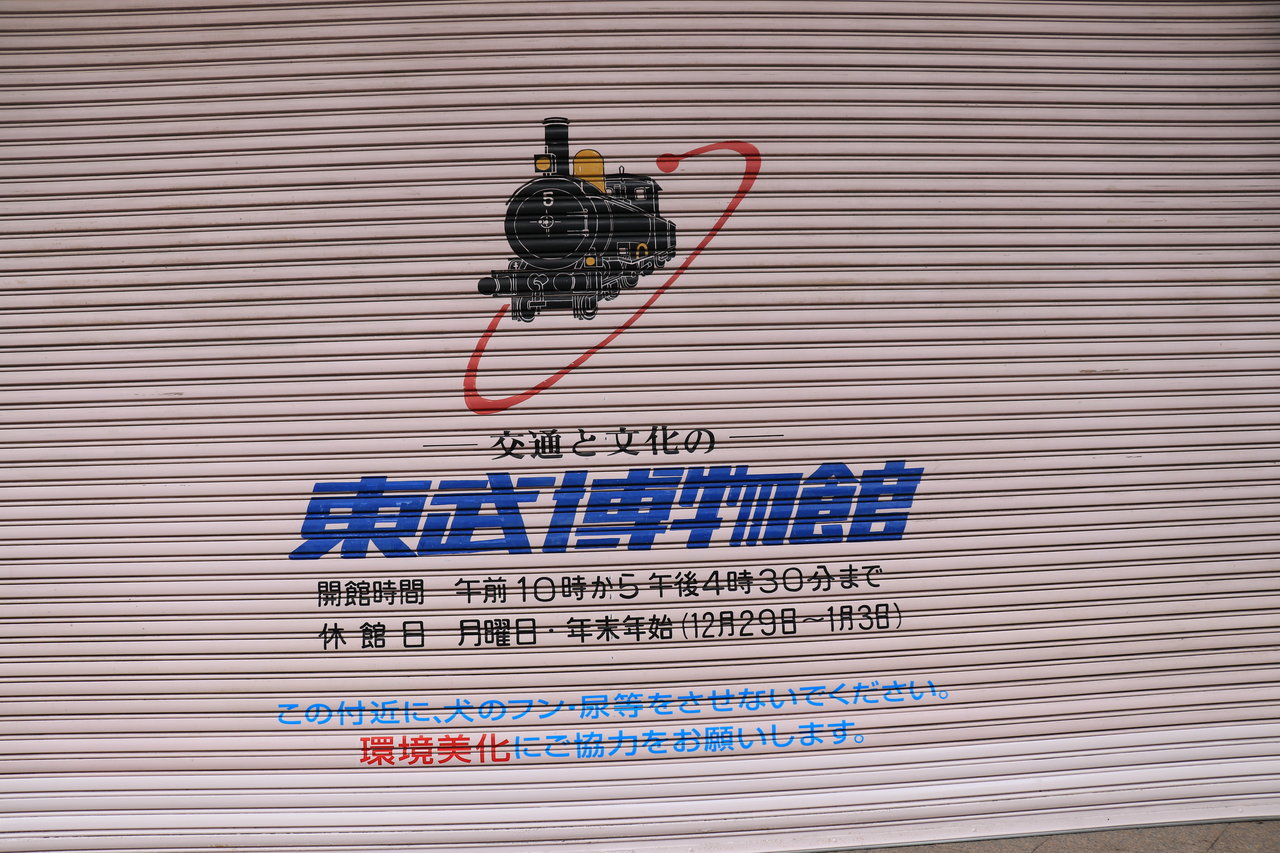 5
交通と文化の
東武博物館
開館時間 午前10時から午後4時30分まで
休館日 月曜日・年末年始(12月29日~1月3日)
この付近に、犬のフン・尿等をさせないでください。
環境美化にご協力をお願いします。